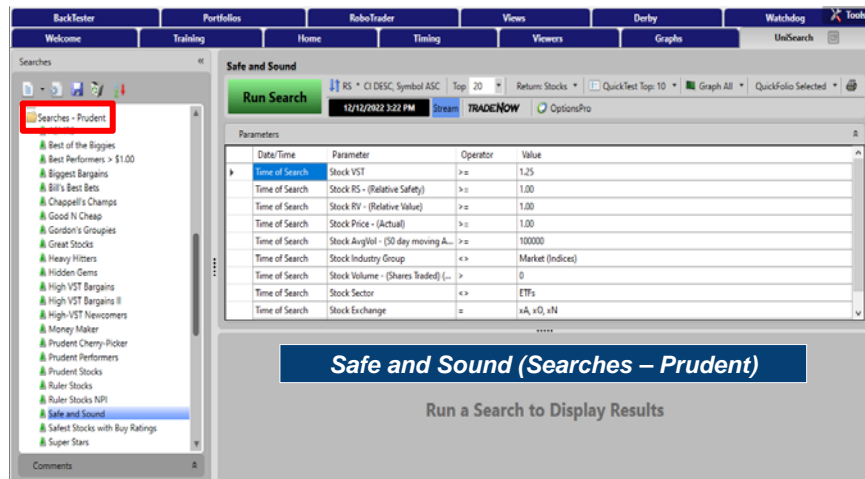 BackTester Portfolios RoboTrader Views Derby Watchdog Tools
Welcome Training Home Timing Viewers Graphs UniSearch
Searches «
Safe and Sound
Run Search
RS * CI DESC, Symbol ASC Top 20 Return: Stocks QuickTest Top: 10 Graph All QuickFolio Selected
12/12/2022 3:22 PM Stream TRADENOW OptionsPro
Searches - Prudent
Best of the Biggies
Best Performers > $1.00
Biggest Bargains
Bill's Best Bets
Chappell's Champs
Good N Cheap
Gordon's Groupies
Great Stocks
Heavy Hitters
Hidden Gems
High VST Bargains
High VST Bargains II
High-VST Newcomers
Money Maker
Prudent Cherry-Picker
Prudent Performers
Prudent Stocks
Ruler Stocks
Ruler Stocks NPI
Safe and Sound
Safest Stocks with Buy Ratings
Super Stars
Comments
Parameters
Date/Time Parameter Operator Value
Time of Search Stock VST >= 1.25
Time of Search Stock RS - (Relative Safety) >= 1.00
Time of Search Stock RV - (Relative Value) >= 1.00
Time of Search Stock Price - (Actual) >= 1.00
Time of Search Stock AvgVol - (50 day moving A... >= 100000
Time of Search Stock Industry Group <> Market (Indices)
Time of Search Stock Volume - (Shares Traded) (... > 0
Time of Search Stock Sector <> ETFs
Time of Search Stock Exchange = xA, xO, xN
Safe and Sound (Searches – Prudent)
Run a Search to Display Results